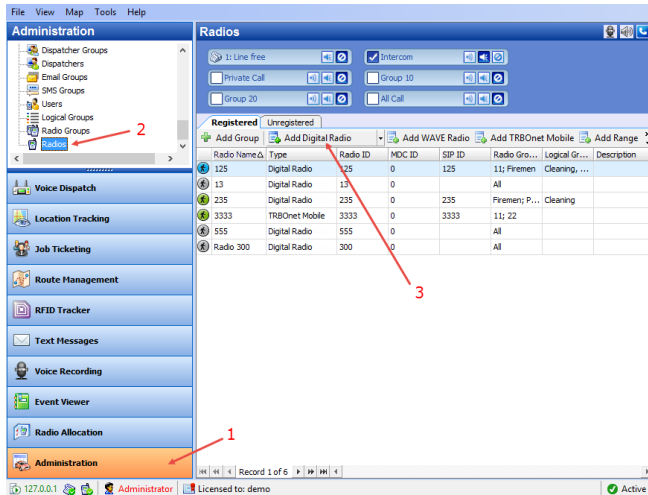 File View Map Tools Help
Administration
Dispatcher Groups
Dispatchers
Email Groups
SMS Groups
Users
Logical Groups
Radio Groups
Radios
2
Voice Dispatch
Location Tracking
Job Ticketing
Route Management
RFID Tracker
Text Messages
Voice Recording
Event Viewer
Radio Allocation
Administration
1
Radios
1: Line free Intercom
Private Call Group 10
Group 20 All Call
Registered Unregistered
Add Group Add Digital Radio Add WAVE Radio Add TRBOnet Mobile Add Range
Radio Name Type Radio ID MDC ID SIP ID Radio Gro... Logical Gr... Description
125 Digital Radio 125 0 125 11; Firemen Cleaning, ...
13 Digital Radio 13 0 All
235 Digital Radio 235 0 235 Firemen; P... Cleaning
3333 TRBOnet Mobile 3333 0 3333 11; 22
555 Digital Radio 555 0 All
Radio 300 Digital Radio 300 0 All
3
Record 1 of 6
127.0.0.1 Administrator Licensed to: demo Active